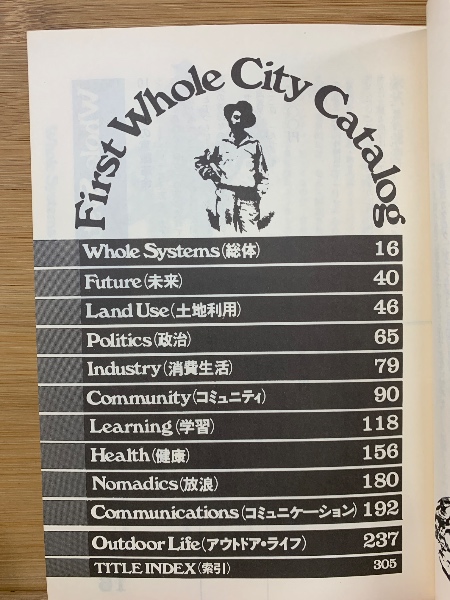 First Whole City Catalog
Whole Systems(総体) 16
Future(未来) 40
Land Use(土地利用) 46
Politics(政治) 65
Industry(消費生活) 79
Community(コミュニティ) 90
Learning(学習) 118
Health(健康) 156
Nomadics(放浪) 180
Communications(コミュニケーション) 192
Outdoor Life(アウトドア・ライフ) 237
TITLE INDEX(索引) 305